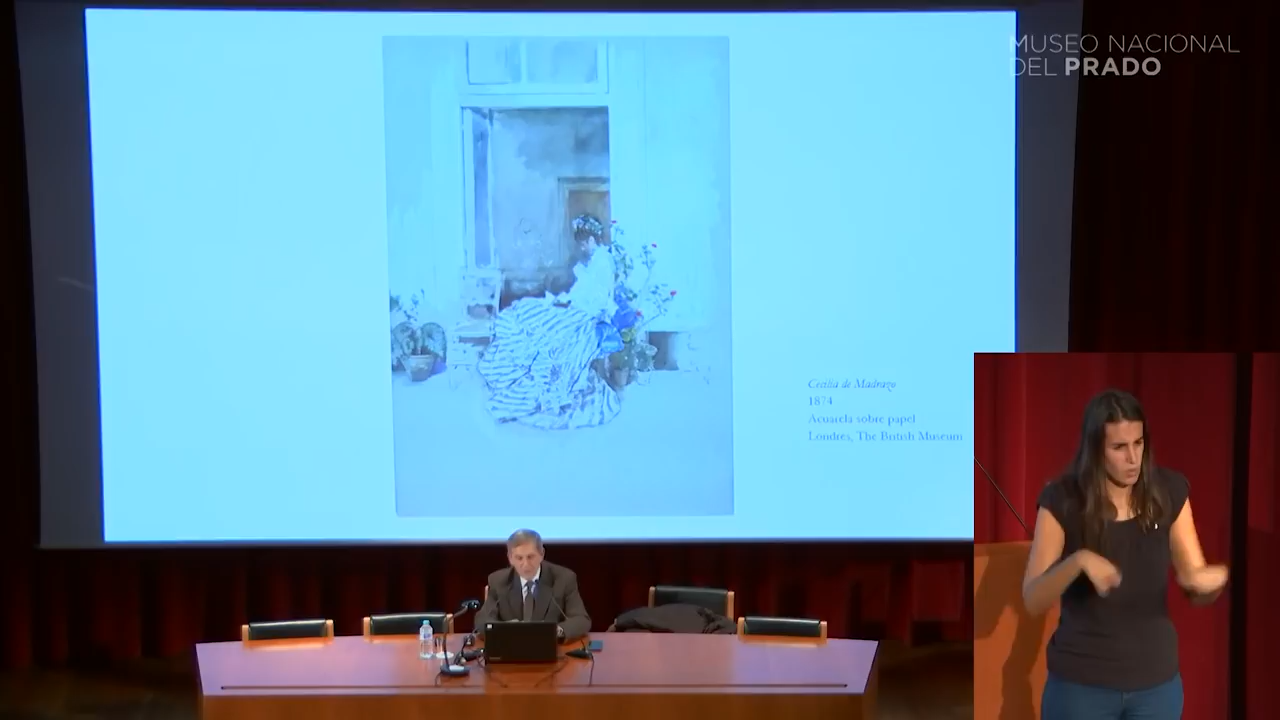 MUSEO NACIONAL
DEL PRADO
Cecilia de Madrazo
1874
Acuarela sobre papel
Londres, The British Museum